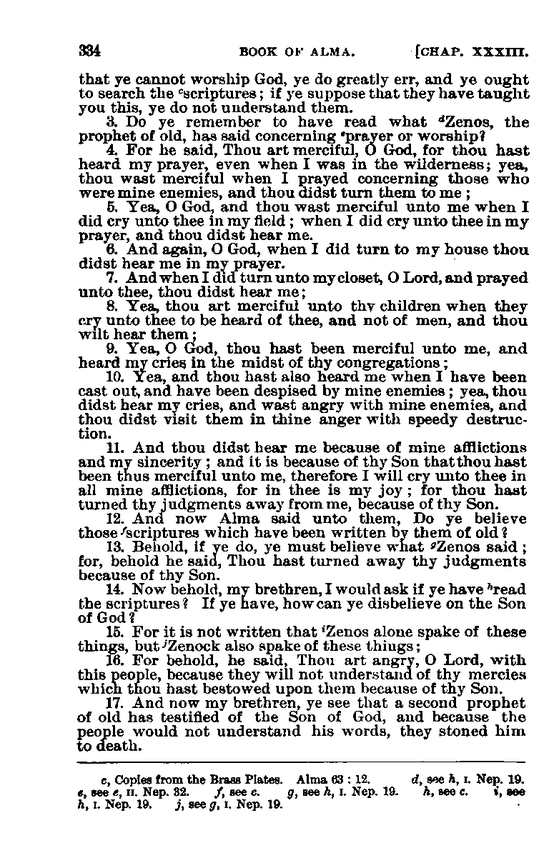 334 BOOK OF ALMA. [CHAP. XXXIII.
that ye cannot worship God, ye do greatly err, and ye ought
to search the cscriptures; if ye suppose that they have taught
you this, ye do not understand them.
3. Do ye remember to have read what dZenos, the
prophet of old, has said concerning eprayer or worship?
4. For he said, Thou art merciful, O God, for thou hast
heard my prayer, even when I was in the wilderness; yea,
thou wast merciful when I prayed concerning those who
were mine enemies, and thou didst turn them to me;
5. Yea, O God, and thou wast merciful unto me when I
did cry unto thee in my field; when I did cry unto thee in my
prayer, and thou didst hear me.
6. And again, O God, when I did turn to my house thou
didst hear me in my prayer.
7. And when I did turn unto my closet, O Lord, and prayed
unto thee, thou didst hear me;
8. Yea, thou art merciful unto thy children when they
cry unto thee to be heard of thee, and not of men, and thou
wilt hear them;
9. Yea, O God, thou hast been merciful unto me, and
heard my cries in the midst of thy congregations;
10. Yea, and thou hast also heard me when I have been
cast out, and have been despised by mine enemies; yea, thou
didst hear my cries, and wast angry with mine enemies, and
thou didst visit them in thine anger with speedy destruc-
tion.
11. And thou didst hear me because of mine afflictions
and my sincerity; and it is because of thy Son that thou hast
been thus merciful unto me, therefore I will cry unto thee in
all mine afflictions, for in thee is my joy; for thou hast
turned thy judgments away from me, because of thy Son.
12. And now Alma said unto them, Do ye believe
those fscriptures which have been written by them of old?
13. Behold, if ye do, ye must believe what gZenos said;
for, behold he said, Thou hast turned away thy judgments
because of thy Son.
14. Now behold, my brethren, I would ask if ye have hread
the scriptures? If ye have, how can ye disbelieve on the Son
of God?
15. For it is not written that iZenos alone spake of these
things, but jZenock also spake of these things;
16. For behold, he said, Thou art angry, O Lord, with
this people, because they will not understand of thy mercies
which thou hast bestowed upon them because of thy Son.
17. And now my brethren, ye see that a second prophet
of old has testified of the Son of God, and because the
people would not understand his words, they stoned him
to death.
c, Copies from the Brass Plates. Alma 63 : 12. d, see h, I. Nep. 19.
e, see e, II. Nep. 32. f, see c. g, see h, I. Nep. 19. h, see c. i, see
h, I. Nep. 19. j, see g, I. Nep. 19.